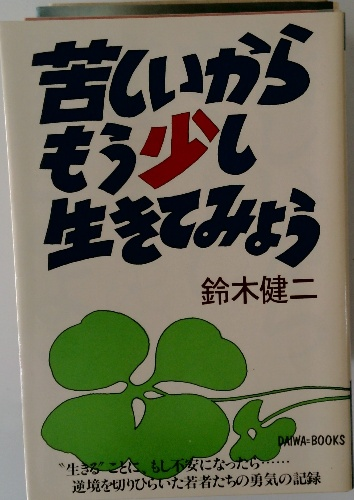 苦しいから
もう少し
生きてみよう
鈴木健二
DAIWA=BOOKS
"生きる"ことに、もし不安になったら……
逆境を切りひらいた若者たちの勇気の記録